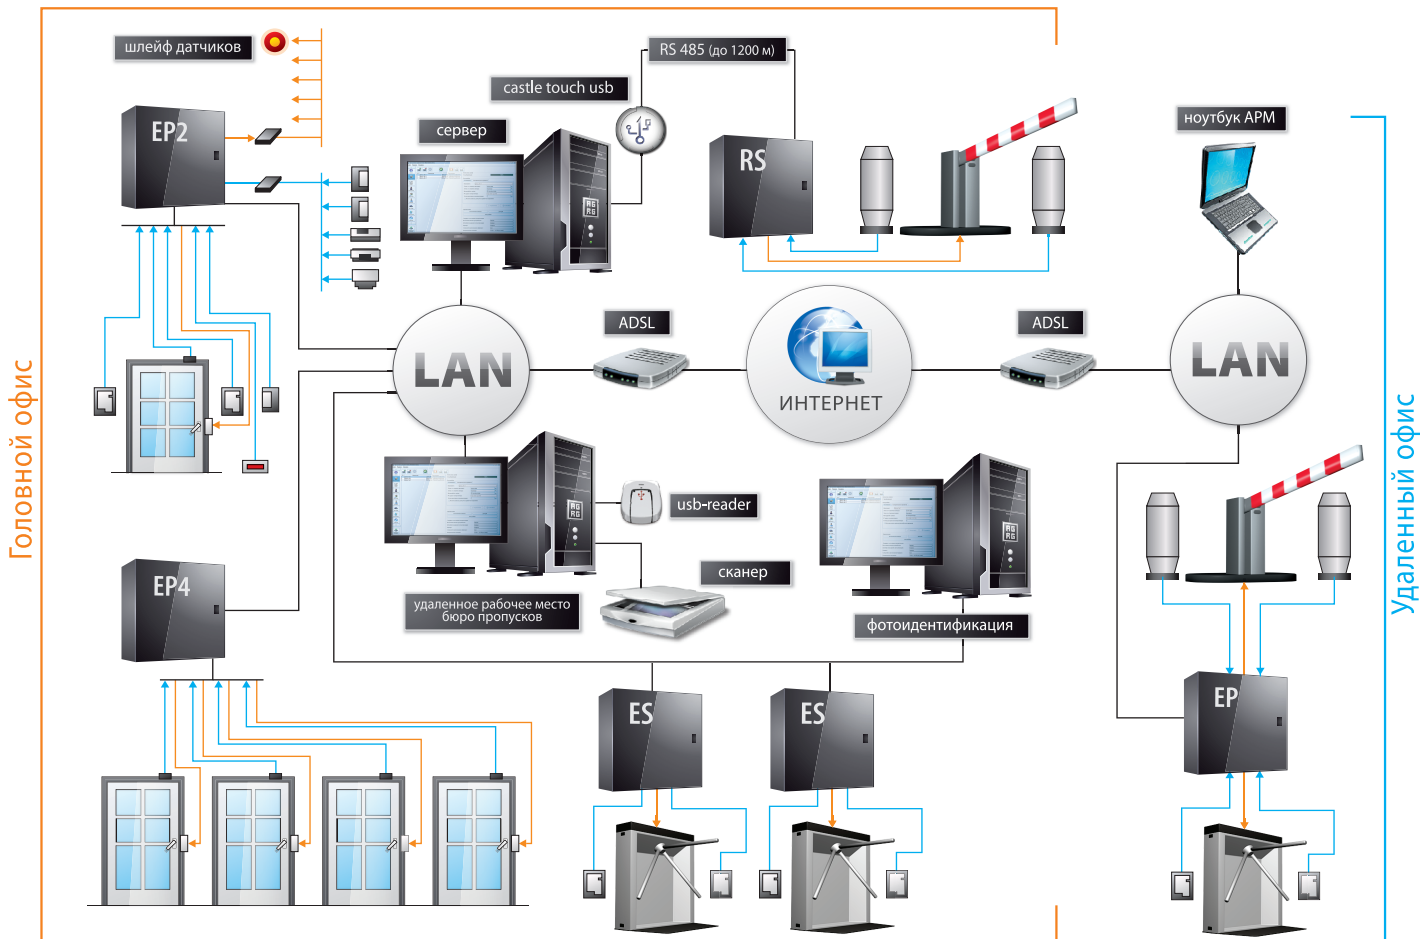 шлейф датчиков
RS 485 (до 1200 м)
castle touch usb
сервер
ноутбук АРМ
EP2
RS
ADSL
ADSL
LAN
ИНТЕРНЕТ
LAN
Головной офис
Удаленный офис
usb-reader
сканер
удаленное рабочее место
бюро пропусков
фотоидентификация
EP4
ES
ES
EP